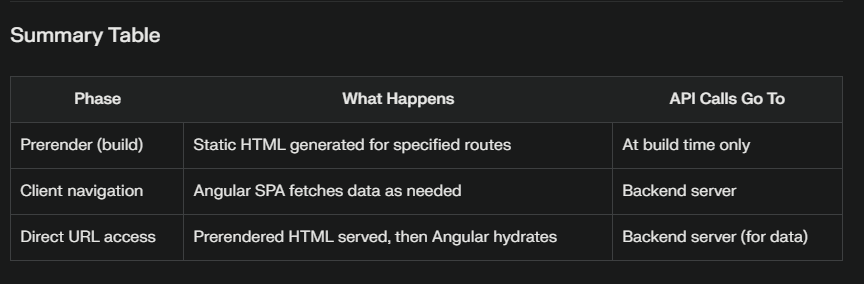 Summary Table
Phase What Happens API Calls Go To
Prerender (build) Static HTML generated for specified routes At build time only
Client navigation Angular SPA fetches data as needed Backend server
Direct URL access Prerendered HTML served, then Angular hydrates Backend server (for data)